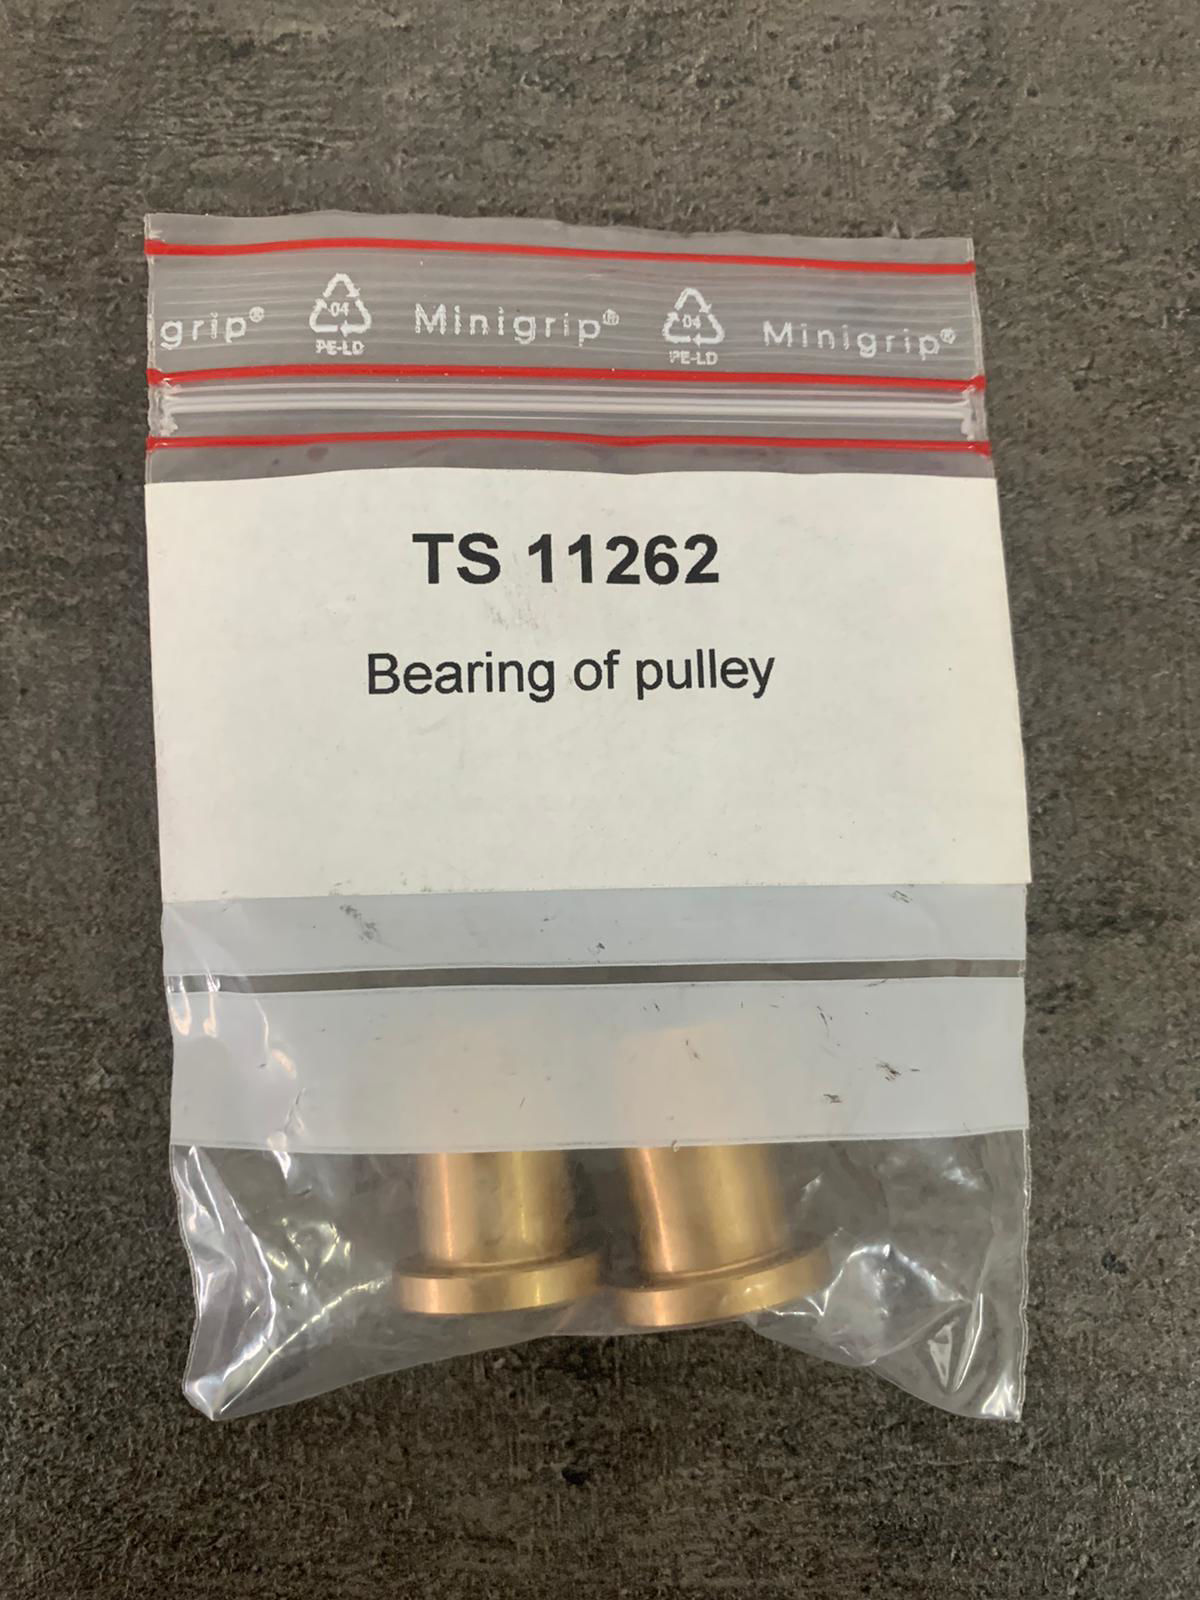 grip® 04 Minigrip® 04 Minigrip®
PE-LD PE-LD
TS 11262
Bearing of pulley